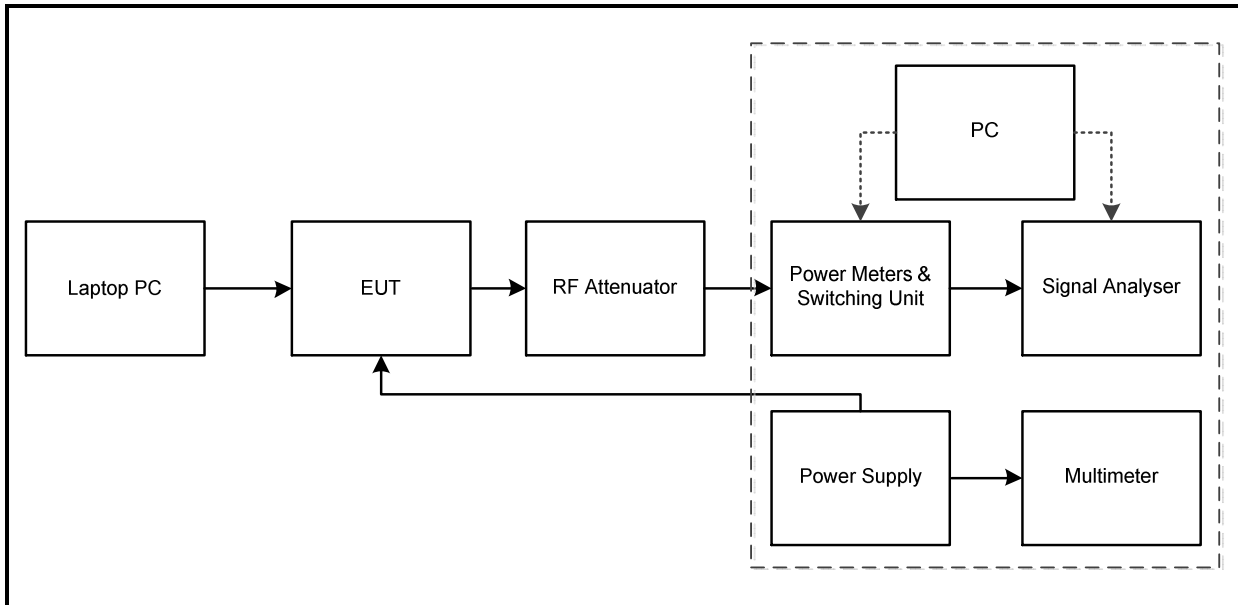 PC
Laptop PC
EUT
RF Attenuator
Power Meters &
Switching Unit
Signal Analyser
Power Supply
Multimeter